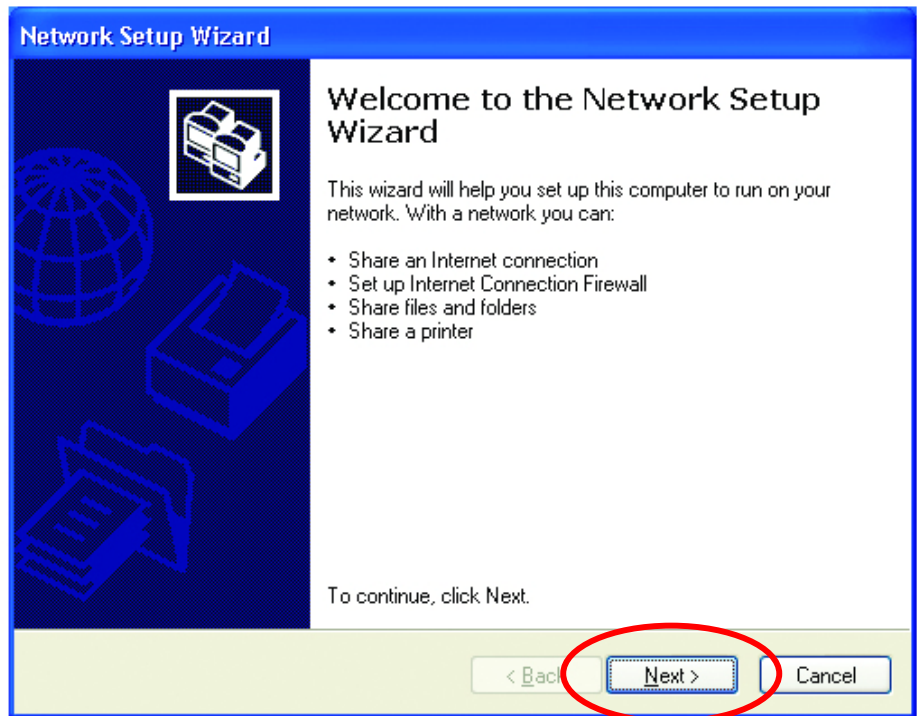 Network Setup Wizard
Welcome to the Network Setup
Wizard
This wizard will help you set up this computer to run on your
network. With a network you can:
• Share an Internet connection
• Set up Internet Connection Firewall
• Share files and folders
• Share a printer
To continue, click Next.
< Back Next > Cancel